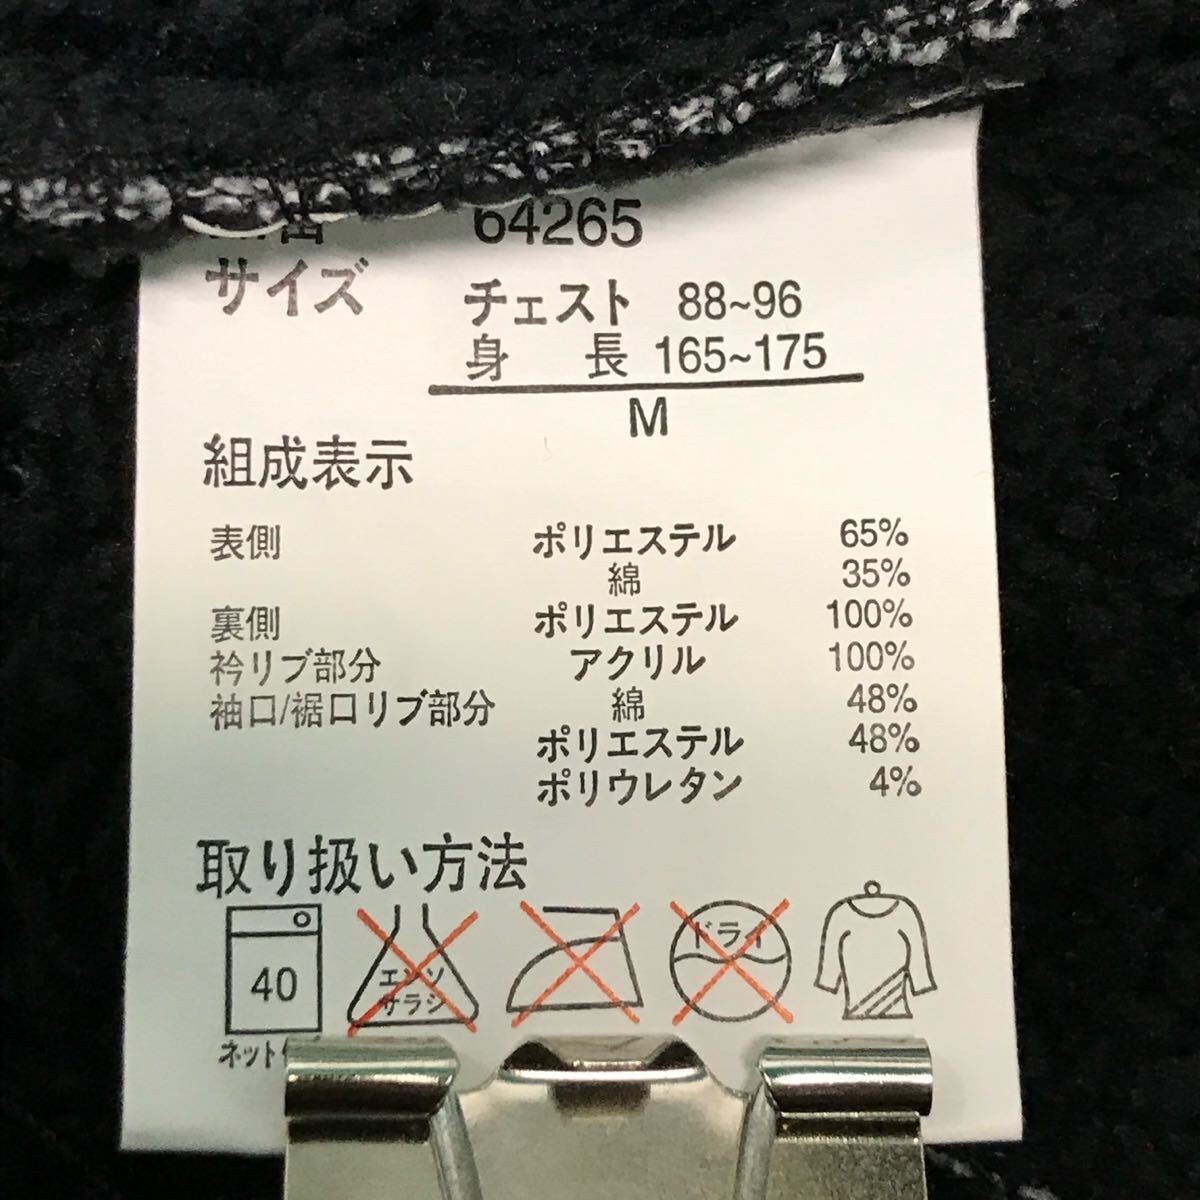 64265
サイズ
チェスト 88~96
身長 165~175
M
組成表示
表側 ポリエステル 65%
綿 35%
裏側 ポリエステル 100%
衿リブ部分 アクリル 100%
袖口/裾口リブ部分 綿 48%
ポリエステル 48%
ポリウレタン 4%
取り扱い方法
40
エンソ
サラシ
ドライ
ネット